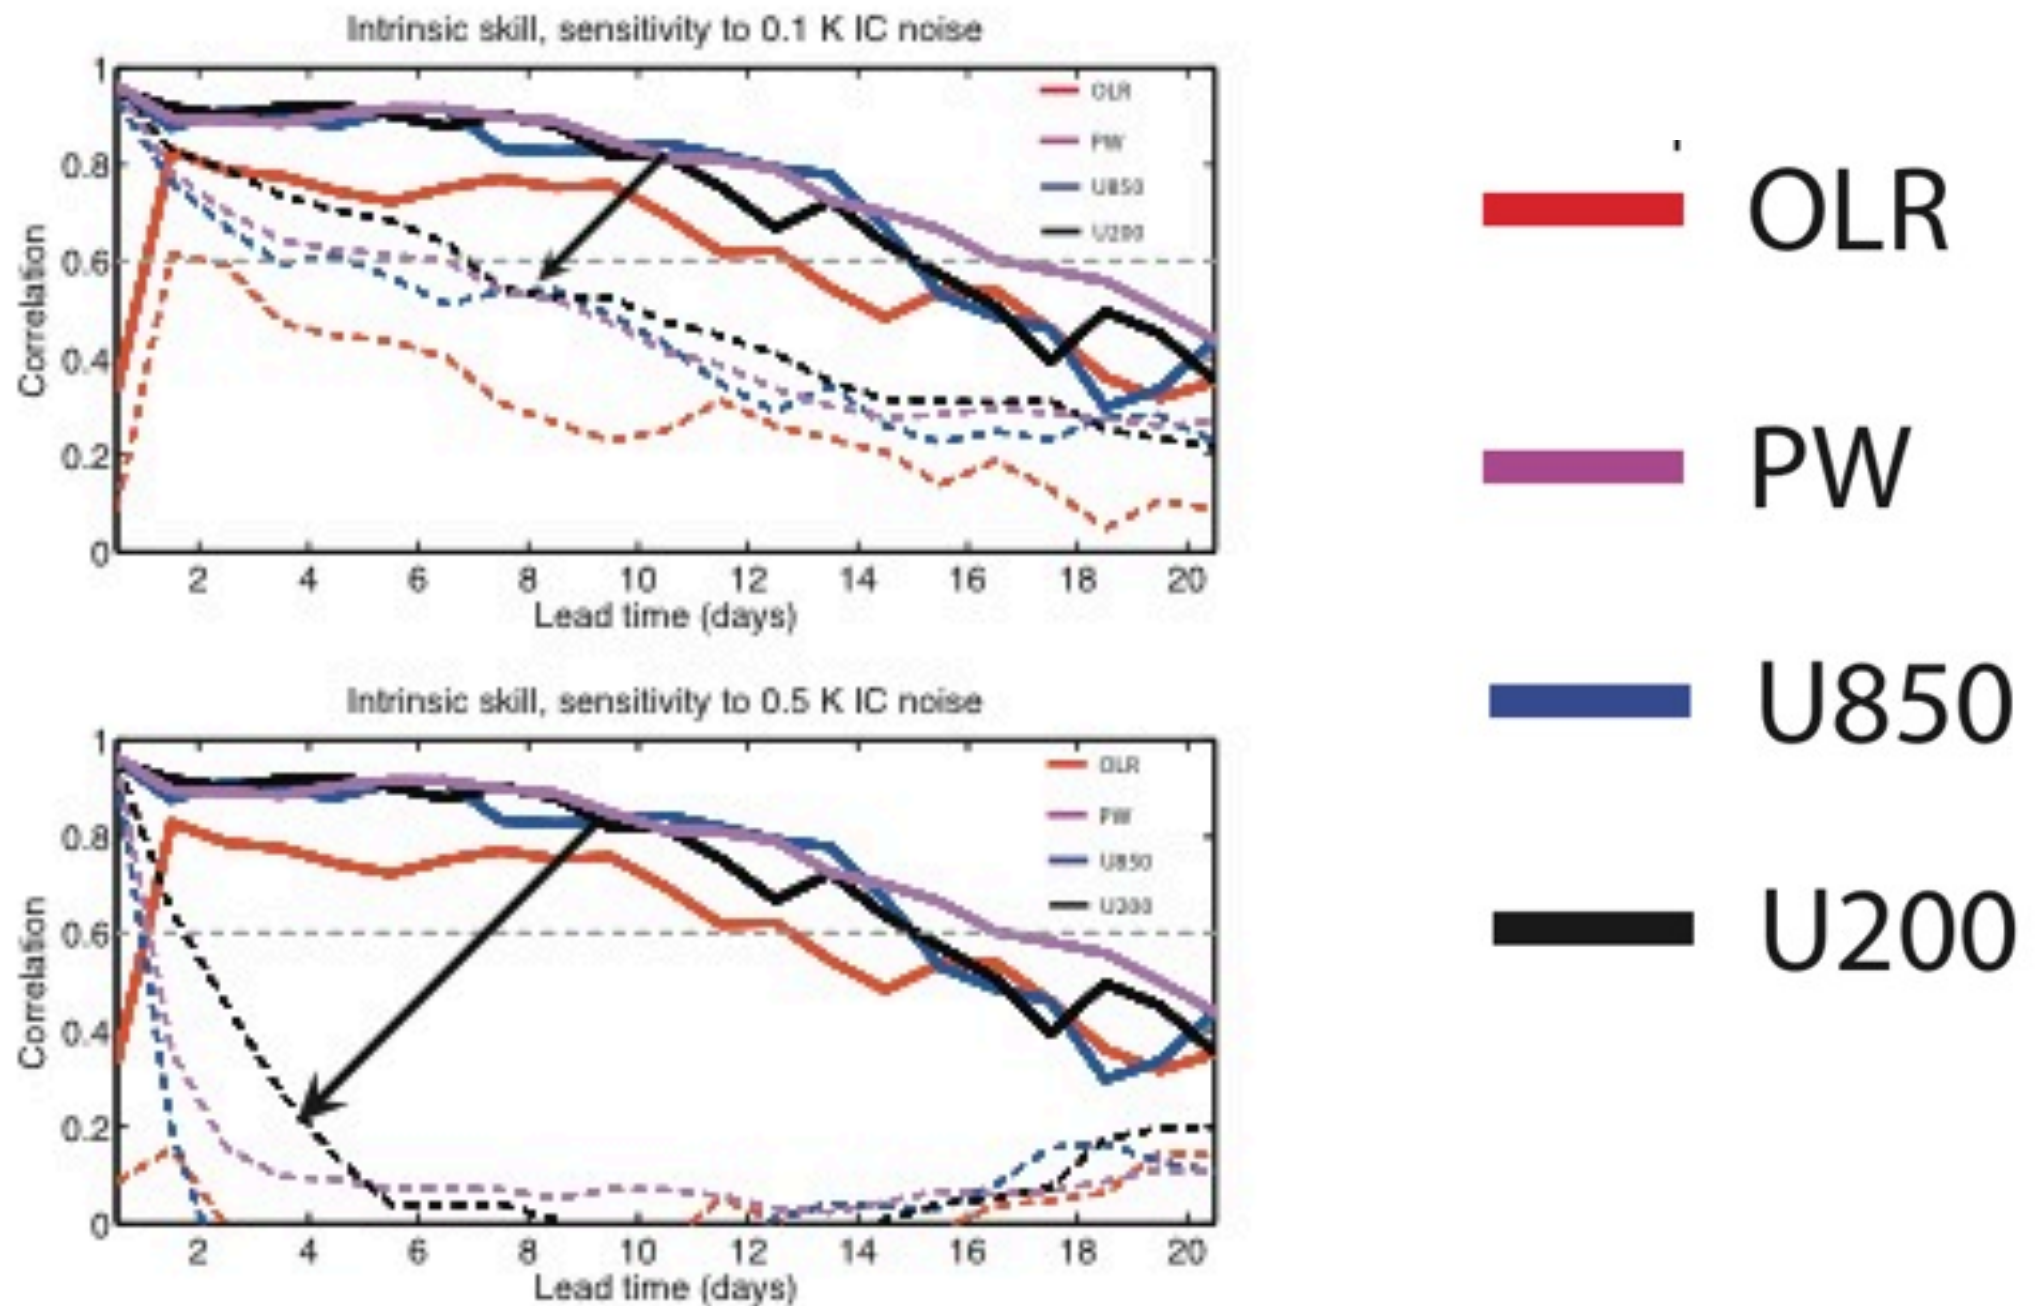 Intrinsic skill, sensitivity to 0.1 K IC noise
1
0.8
0.6
0.4
0.2
0
Correlation
OLR
PW
U850
U200
2 4 6 8 10 12 14 16 18 20
Lead time (days)
Intrinsic skill, sensitivity to 0.5 K IC noise
1
0.8
0.6
0.4
0.2
0
Correlation
OLR
PW
U850
U200
2 4 6 8 10 12 14 16 18 20
Lead time (days)
OLR
PW
U850
U200